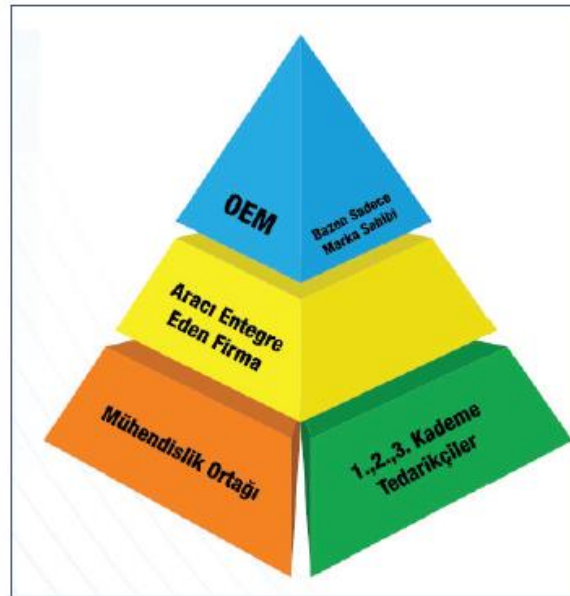 OEM
Bazen Sadece
Marka Sahibi
Aracı Entegre
Eden Firma
Mühendislik Ortağı
1.,2.,3. Kademe
Tedarikçiler